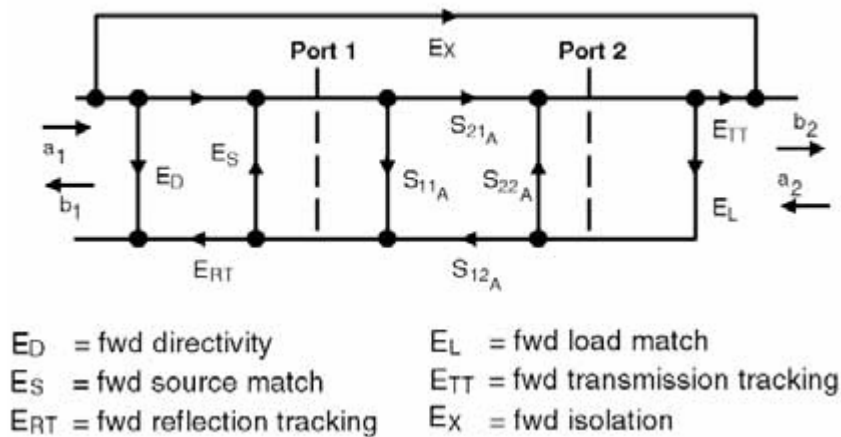 EX
Port 1 Port 2
S21A ETT b2
a1 ES
ED S11A S22A a2
b1 EL
ERT S12A
ED = fwd directivity EL = fwd load match
ES = fwd source match ETT = fwd transmission tracking
ERT = fwd reflection tracking EX = fwd isolation